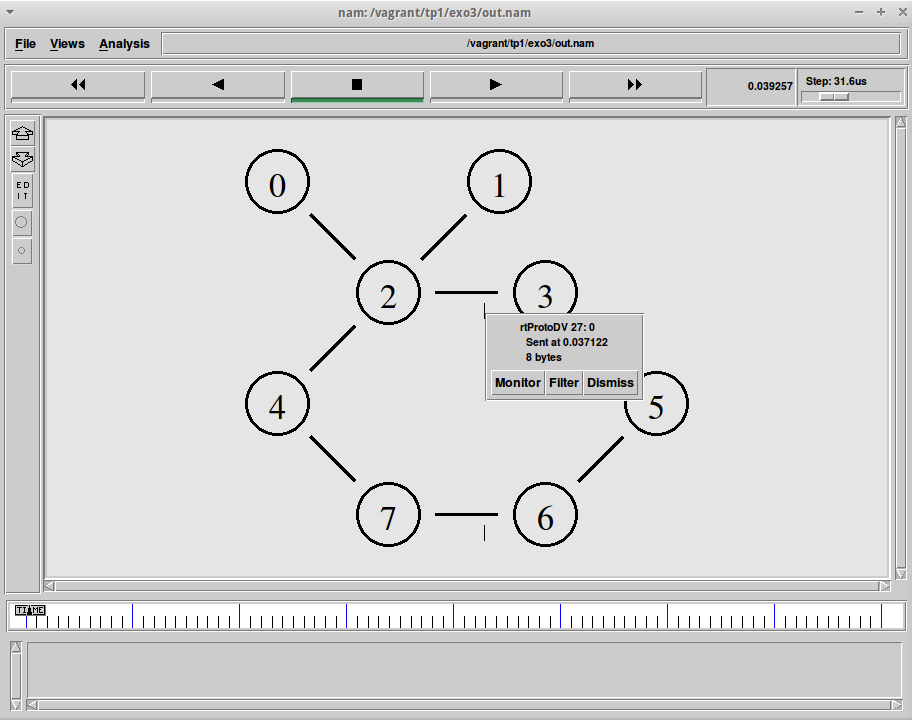 nam: /vagrant/tp1/exo3/out.nam
File Views Analysis /vagrant/tp1/exo3/out.nam
0.039257 Step: 31.6us
ED
IT
0 1
2 3
rtProtoDV 27: 0
Sent at 0.037122
8 bytes
Monitor Filter Dismiss
4 5
7 6
TIME